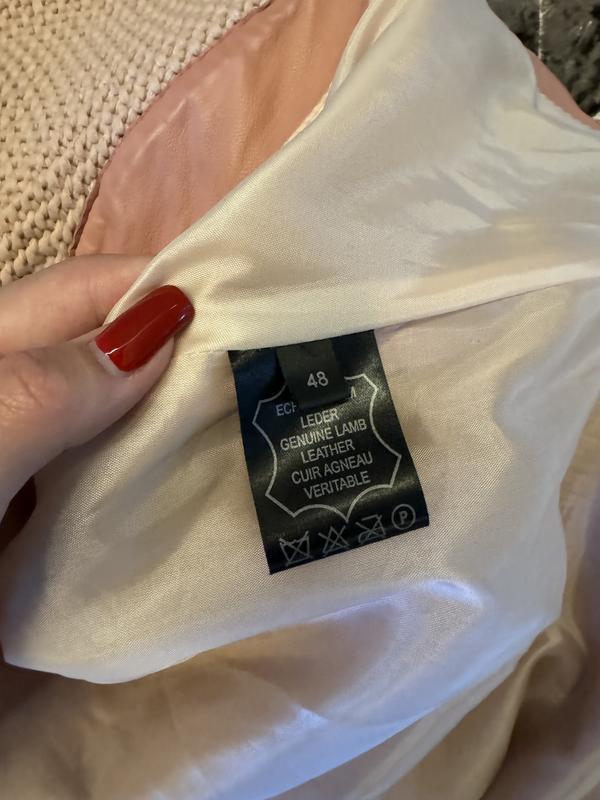 48
LEDER
GENUINE LAMB
LEATHER
CUIR AGNEAU
VERITABLE
P